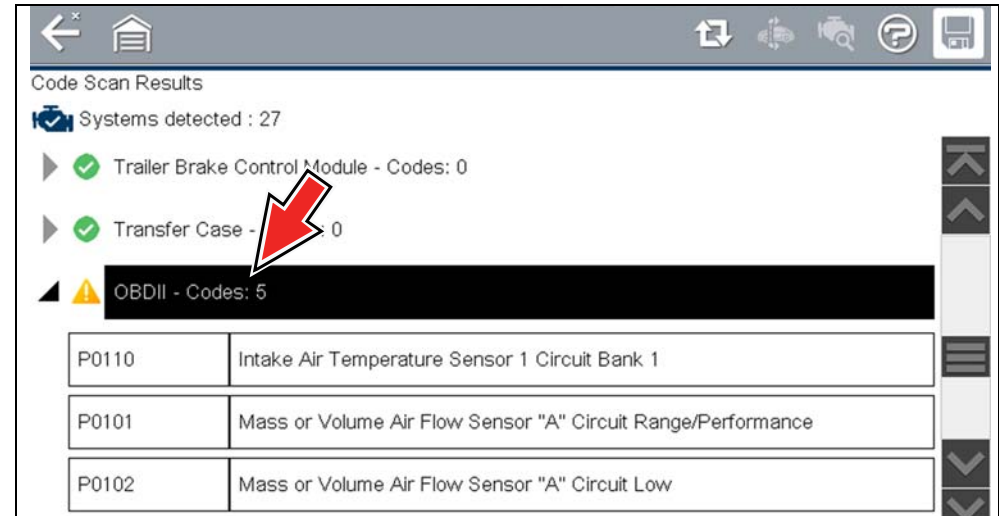 Code Scan Results
Systems detected : 27
Trailer Brake Control Module - Codes: 0
Transfer Case - : 0
OBDII - Codes: 5
P0110 Intake Air Temperature Sensor 1 Circuit Bank 1
P0101 Mass or Volume Air Flow Sensor "A" Circuit Range/Performance
P0102 Mass or Volume Air Flow Sensor "A" Circuit Low